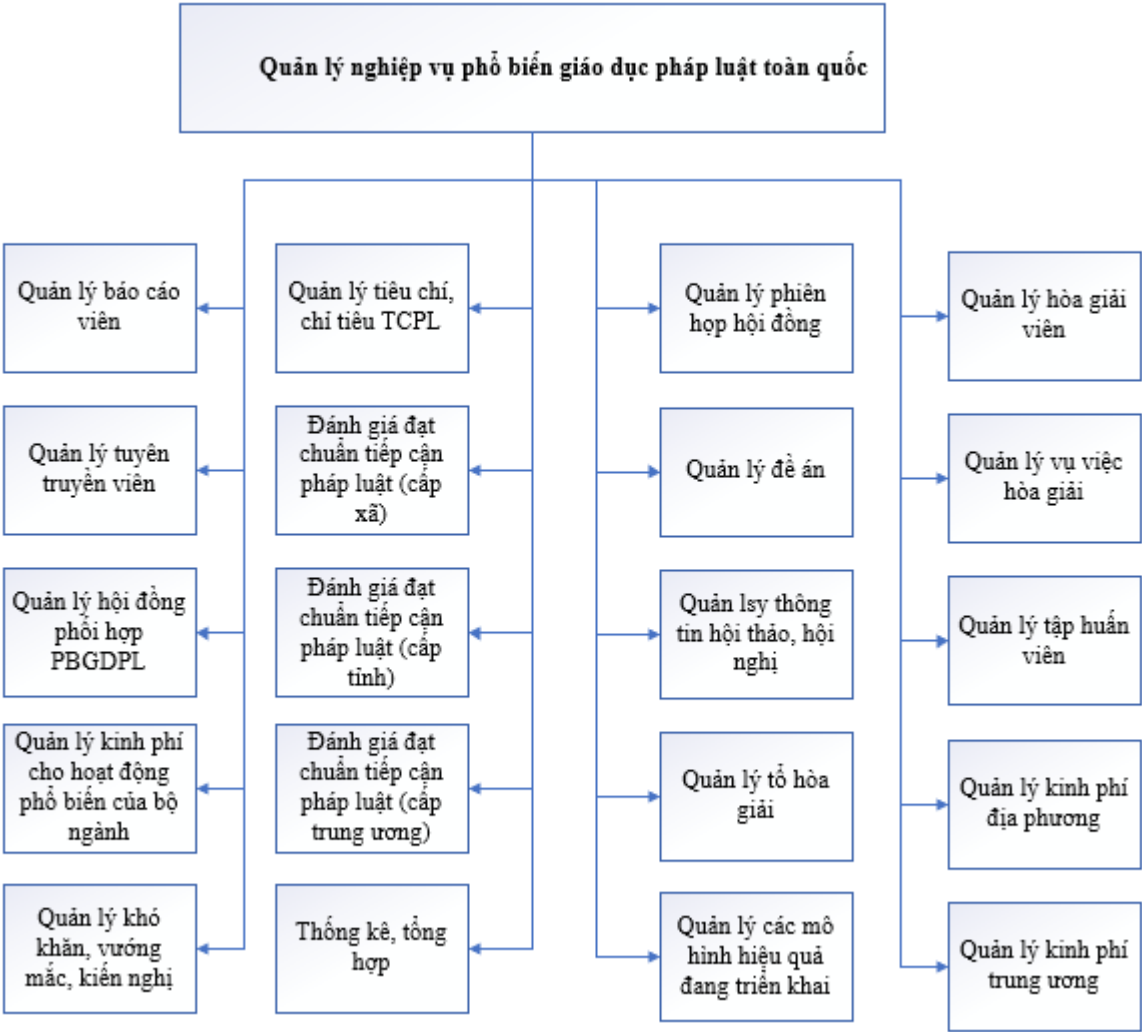 Quản lý nghiệp vụ phổ biến giáo dục pháp luật toàn quốc
Quản lý báo cáo
viên
Quản lý tuyên
truyền viên
Quản lý hội đồng
phối hợp
PBGDPL
Quản lý kinh phí
cho hoạt động
phổ biến của bộ
ngành
Quản lý khó
khăn, vướng
mắc, kiến nghị
Quản lý tiêu chí,
chỉ tiêu TCPL
Đánh giá đạt
chuẩn tiếp cận
pháp luật (cấp
xã)
Đánh giá đạt
chuẩn tiếp cận
pháp luật (cấp
tỉnh)
Đánh giá đạt
chuẩn tiếp cận
pháp luật (cấp
trung ương)
Thống kê, tổng
hợp
Quản lý phiên
họp hội đồng
Quản lý đề án
Quản lsy thông
tin hội thảo, hội
nghị
Quản lý tổ hòa
giải
Quản lý các mô
hình hiệu quả
đang triển khai
Quản lý hòa giải
viên
Quản lý vụ việc
hòa giải
Quản lý tập huấn
viên
Quản lý kinh phí
địa phương
Quản lý kinh phí
trung ương